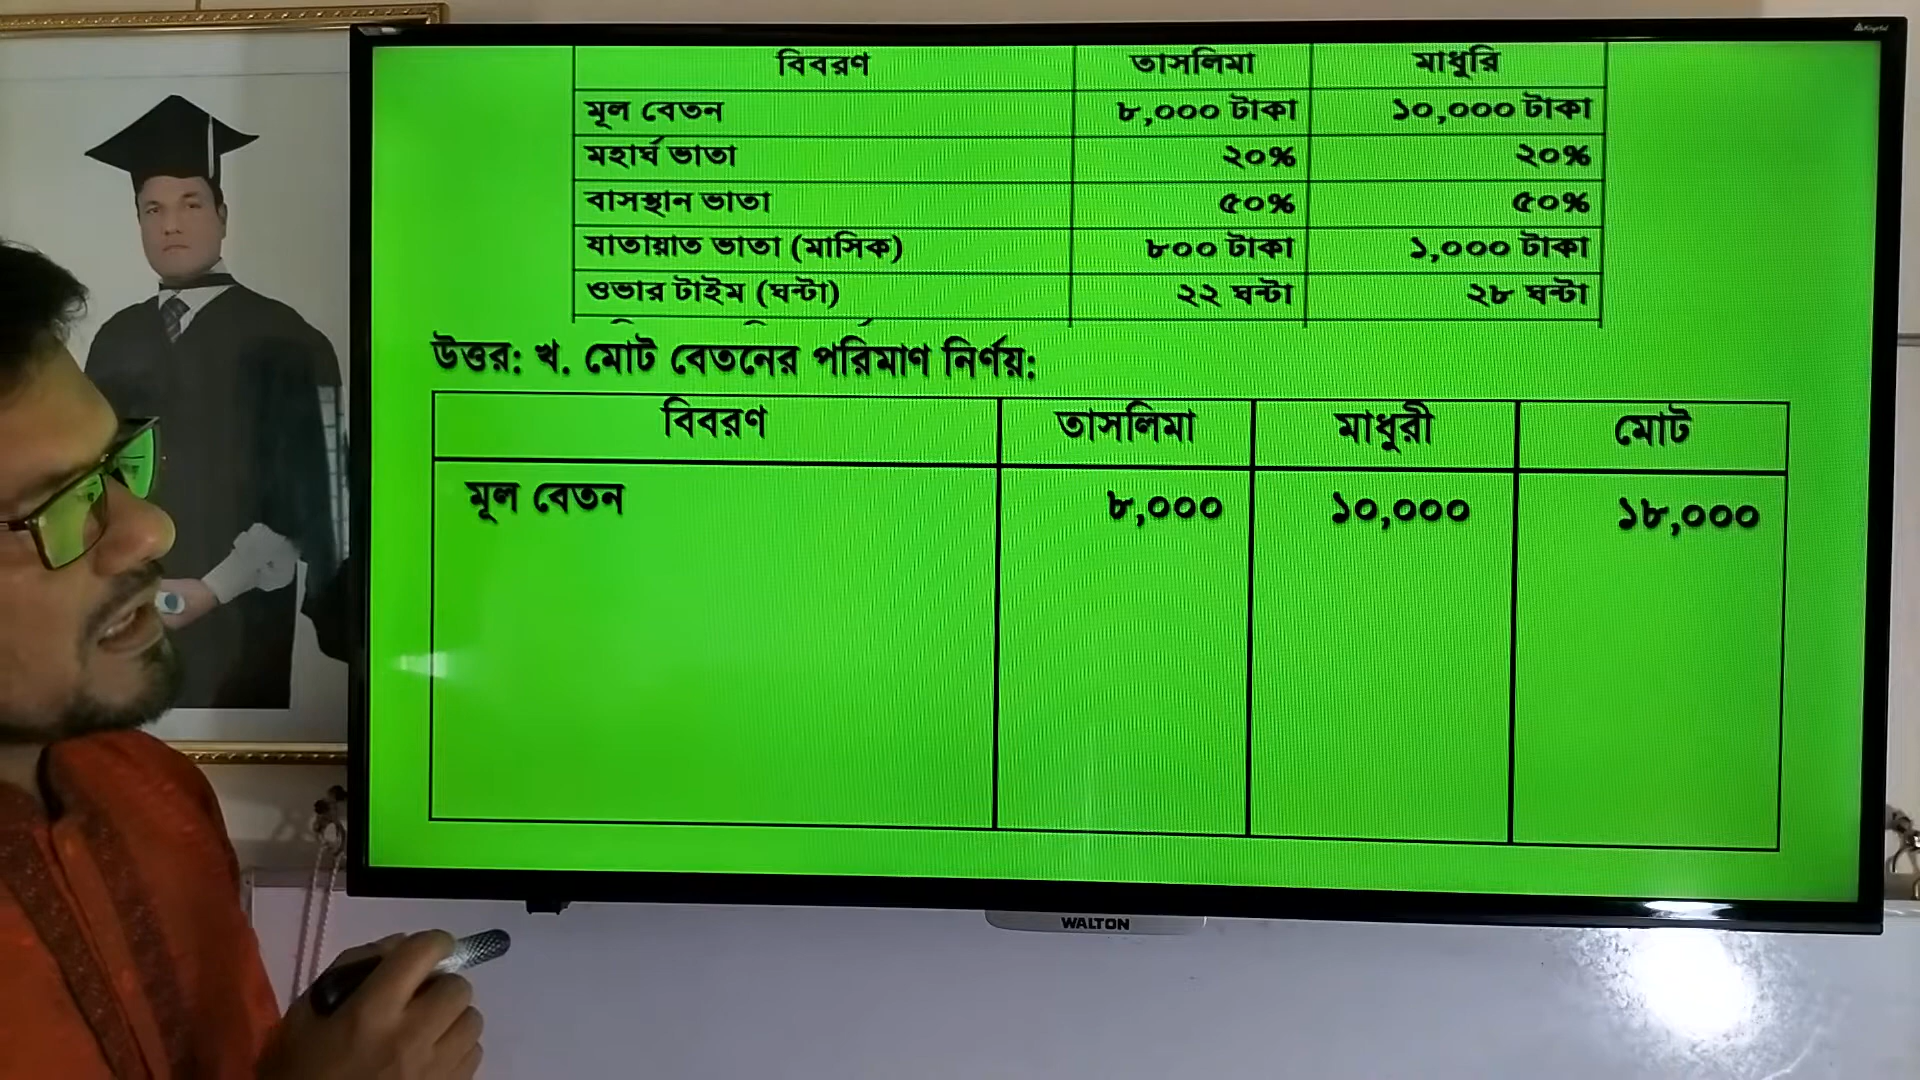 বিবরণ তাসলিমা মাধুরি
মূল বেতন ৮,০০০ টাকা ১০,০০০ টাকা
মহার্ঘ ভাতা ২০% ২০%
বাসস্থান ভাতা ৫০% ৫০%
যাতায়াত ভাতা (মাসিক) ৮০০ টাকা ১,০০০ টাকা
ওভার টাইম (ঘন্টা) ২২ ঘন্টা ২৮ ঘন্টা
উত্তর: খ. মোট বেতনের পরিমাণ নির্ণয়:
বিবরণ তাসলিমা মাধুরী মোট
মূল বেতন ৮,০০০ ১০,০০০ ১৮,০০০
WALTON